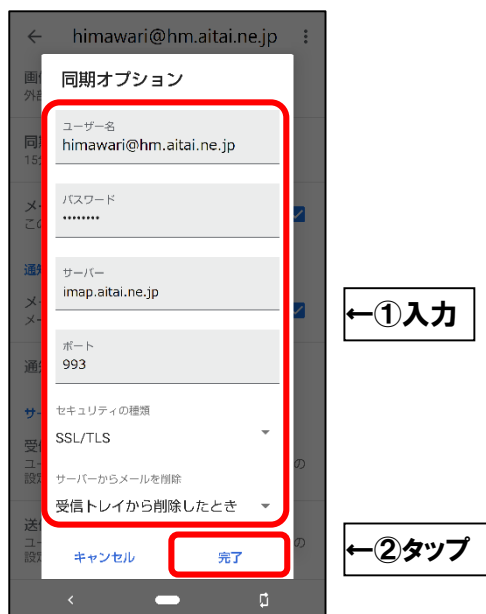 himawari@hm.aitai.ne.jp
同期オプション
ユーザー名
himawari@hm.aitai.ne.jp
パスワード
••••••••
サーバー
imap.aitai.ne.jp
ポート
993
セキュリティの種類
SSL/TLS
サーバーからメールを削除
受信トレイから削除したとき
キャンセル
完了
←①入力
←②タップ